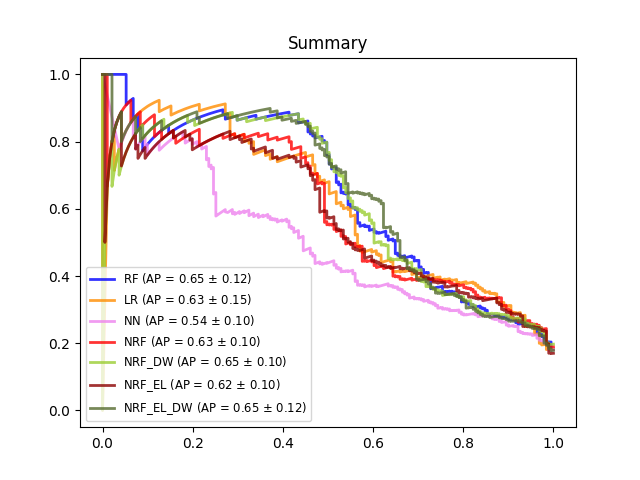 Summary
1.0
0.8
0.6
0.4
0.2
0.0
RF (AP = 0.65 ± 0.12)
LR (AP = 0.63 ± 0.15)
NN (AP = 0.54 ± 0.10)
NRF (AP = 0.63 ± 0.10)
NRF_DW (AP = 0.65 ± 0.10)
NRF_EL (AP = 0.62 ± 0.10)
NRF_EL_DW (AP = 0.65 ± 0.12)
0.0 0.2 0.4 0.6 0.8 1.0